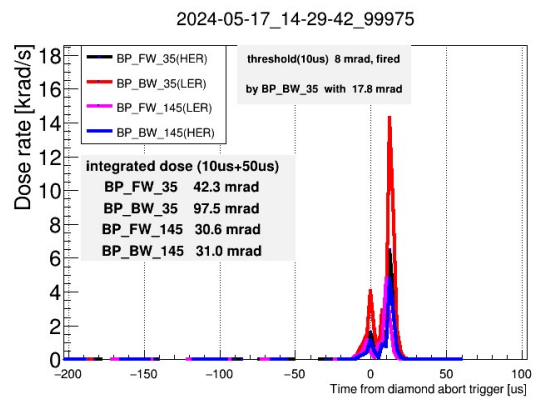 2024-05-17_14-29-42_99975
Dose rate [krad/s]
18
16
14
12
10
8
6
4
2
0
BP_FW_35(HER)
BP_BW_35(LER)
BP_FW_145(LER)
BP_BW_145(HER)
threshold(10us) 8 mrad, fired
by BP_BW_35 with 17.8 mrad
integrated dose (10us+50us)
BP_FW_35 42.3 mrad
BP_BW_35 97.5 mrad
BP_FW_145 30.6 mrad
BP_BW_145 31.0 mrad
−200 −150 −100 −50 0 50 100
Time from diamond abort trigger [us]